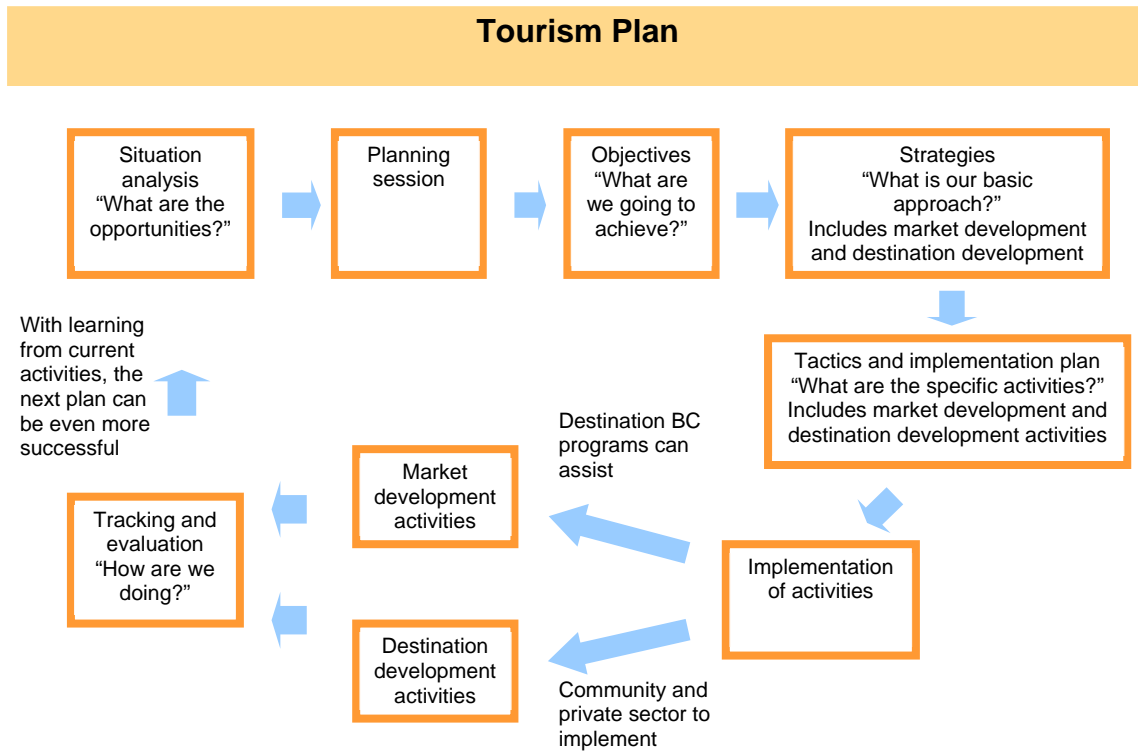 Tourism Plan
Situation
analysis
“What are the
opportunities?”
Planning
session
Objectives
“What are
we going to
achieve?”
Strategies
“What is our basic
approach?”
Includes market development
and destination development
Tactics and implementation plan
“What are the specific activities?”
Includes market development and
destination development activities
Implementation
of activities
Destination BC
programs can
assist
Market
development
activities
Community and
private sector to
implement
Destination
development
activities
Tracking and
evaluation
“How are we
doing?”
With learning
from current
activities, the
next plan can
be even more
successful